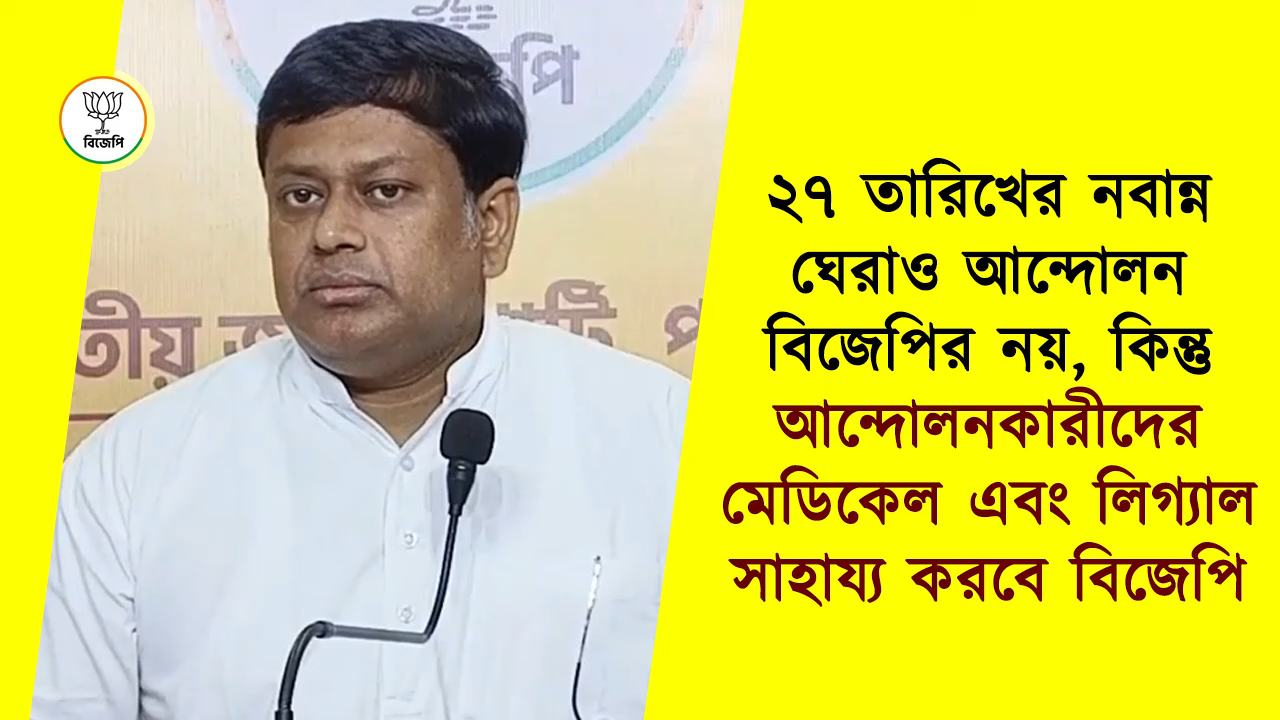 বিজেপি
২৭ তারিখের নবান্ন
ঘেরাও আন্দোলন
বিজেপির নয়, কিন্তু
আন্দোলনকারীদের
মেডিকেল এবং লিগ্যাল
সাহায্য করবে বিজেপি